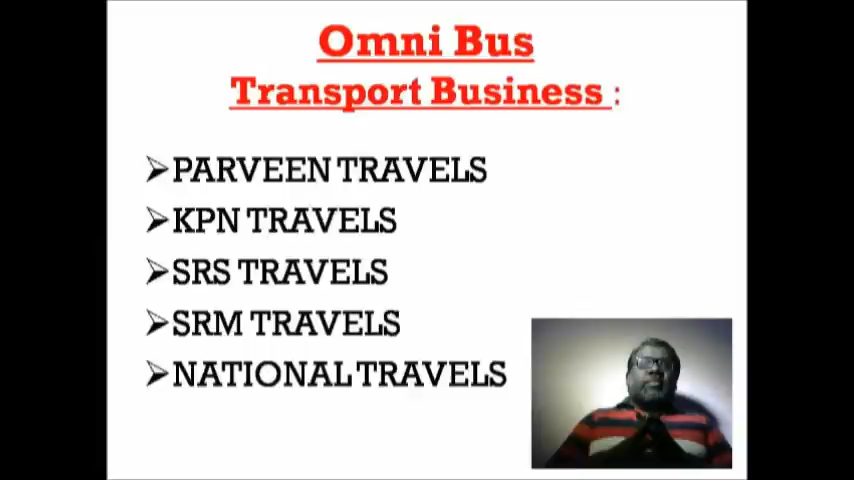 Omni Bus
Transport Business :
➢PARVEEN TRAVELS
➢KPN TRAVELS
➢SRS TRAVELS
➢SRM TRAVELS
➢NATIONAL TRAVELS